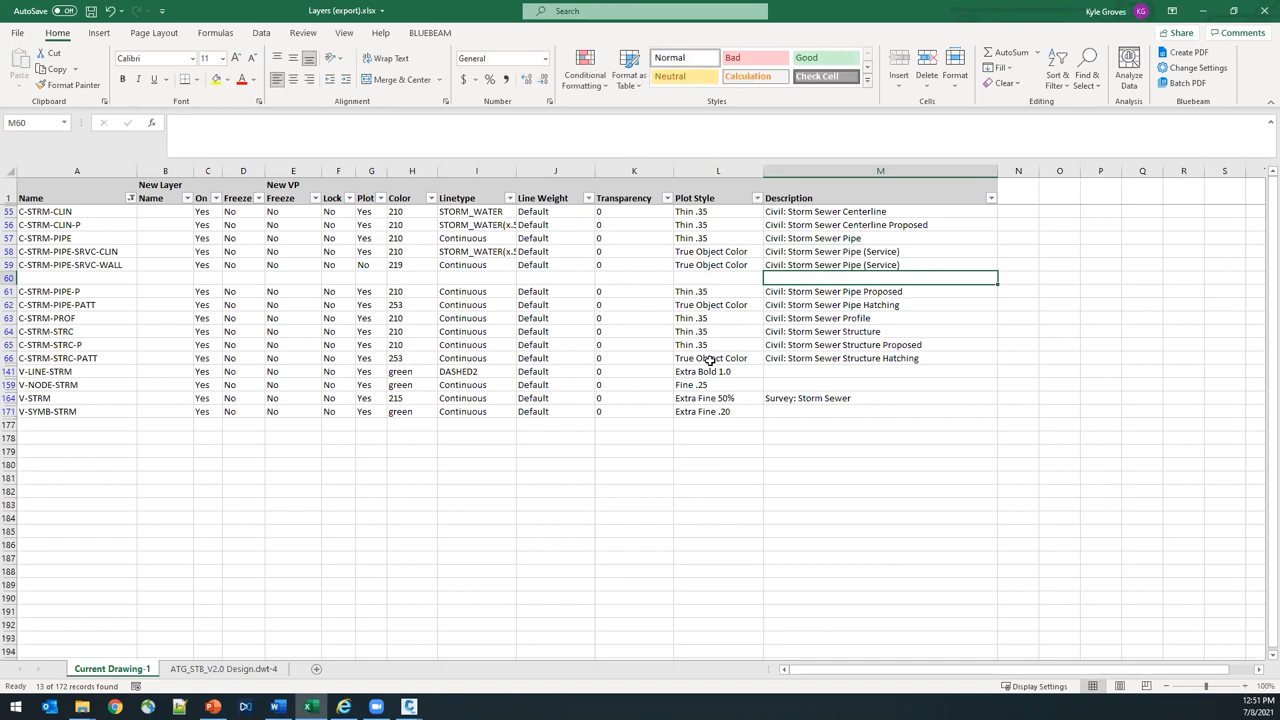 AutoSave Off Layers (export).xlsx Search Kyle Groves KG
File Home Insert Page Layout Formulas Data Review View Help BLUEBEAM Share Comments
Cut Calibri 11 Wrap Text General Normal Bad Good AutoSum Create PDF
Copy Change Settings
Paste Format Painter Merge & Center Conditional Formatting Format as Table Neutral Calculation Check Cell Insert Delete Format Fill Clear Sort & Filter Find & Select Analyze Data Batch PDF
Clipboard Font Alignment Number Styles Cells Editing Analysis Bluebeam
M60
A B C D E F G H I J K L M N O P Q R S T
New Layer New VP
1 Name Name On Freeze Freeze Lock Plot Color Linetype Line Weight Transparency Plot Style Description
55 C-STRM-CLIN Yes No No No Yes 210 STORM_WATER Default 0 Thin .35 Civil: Storm Sewer Centerline
56 C-STRM-CLIN-P Yes No No No Yes 210 STORM_WATER(x. Default 0 Thin .35 Civil: Storm Sewer Centerline Proposed
57 C-STRM-PIPE Yes No No No Yes 210 Continuous Default 0 Thin .35 Civil: Storm Sewer Pipe
58 C-STRM-PIPE-SRVC-CLIN Yes No No No Yes 210 STORM_WATER(x. Default 0 True Object Color Civil: Storm Sewer Pipe (Service)
59 C-STRM-PIPE-SRVC-WALL Yes No No No No 219 Continuous Default 0 True Object Color Civil: Storm Sewer Pipe (Service)
60
61 C-STRM-PIPE-P Yes No No No Yes 210 Continuous Default 0 Thin .35 Civil: Storm Sewer Pipe Proposed
62 C-STRM-PIPE-PATT Yes No No No Yes 253 Continuous Default 0 True Object Color Civil: Storm Sewer Pipe Hatching
63 C-STRM-PROF Yes No No No Yes 210 Continuous Default 0 Thin .35 Civil: Storm Sewer Profile
64 C-STRM-STRC Yes No No No Yes 210 Continuous Default 0 Thin .35 Civil: Storm Sewer Structure
65 C-STRM-STRC-P Yes No No No Yes 210 Continuous Default 0 Thin .35 Civil: Storm Sewer Structure Proposed
66 C-STRM-STRC-PATT Yes No No No Yes 253 Continuous Default 0 True Object Color Civil: Storm Sewer Structure Hatching
141 V-LINE-STRM Yes No No No Yes green DASHED2 Default 0 Extra Bold 1.0
159 V-NODE-STRM Yes No No No Yes green Continuous Default 0 Fine .25
164 V-STRM Yes No No No Yes 215 Continuous Default 0 Extra Fine 50% Survey: Storm Sewer
171 V-SYMB-STRM Yes No No No Yes green Continuous Default 0 Extra Fine .20
177
178
179
180
181
182
183
184
185
186
187
188
189
190
191
192
193
194
Current Drawing-1 ATG_STB_V2.0 Design.dwt-4
Ready 13 of 172 records found Display Settings 100%
12:51 PM
7/8/2021